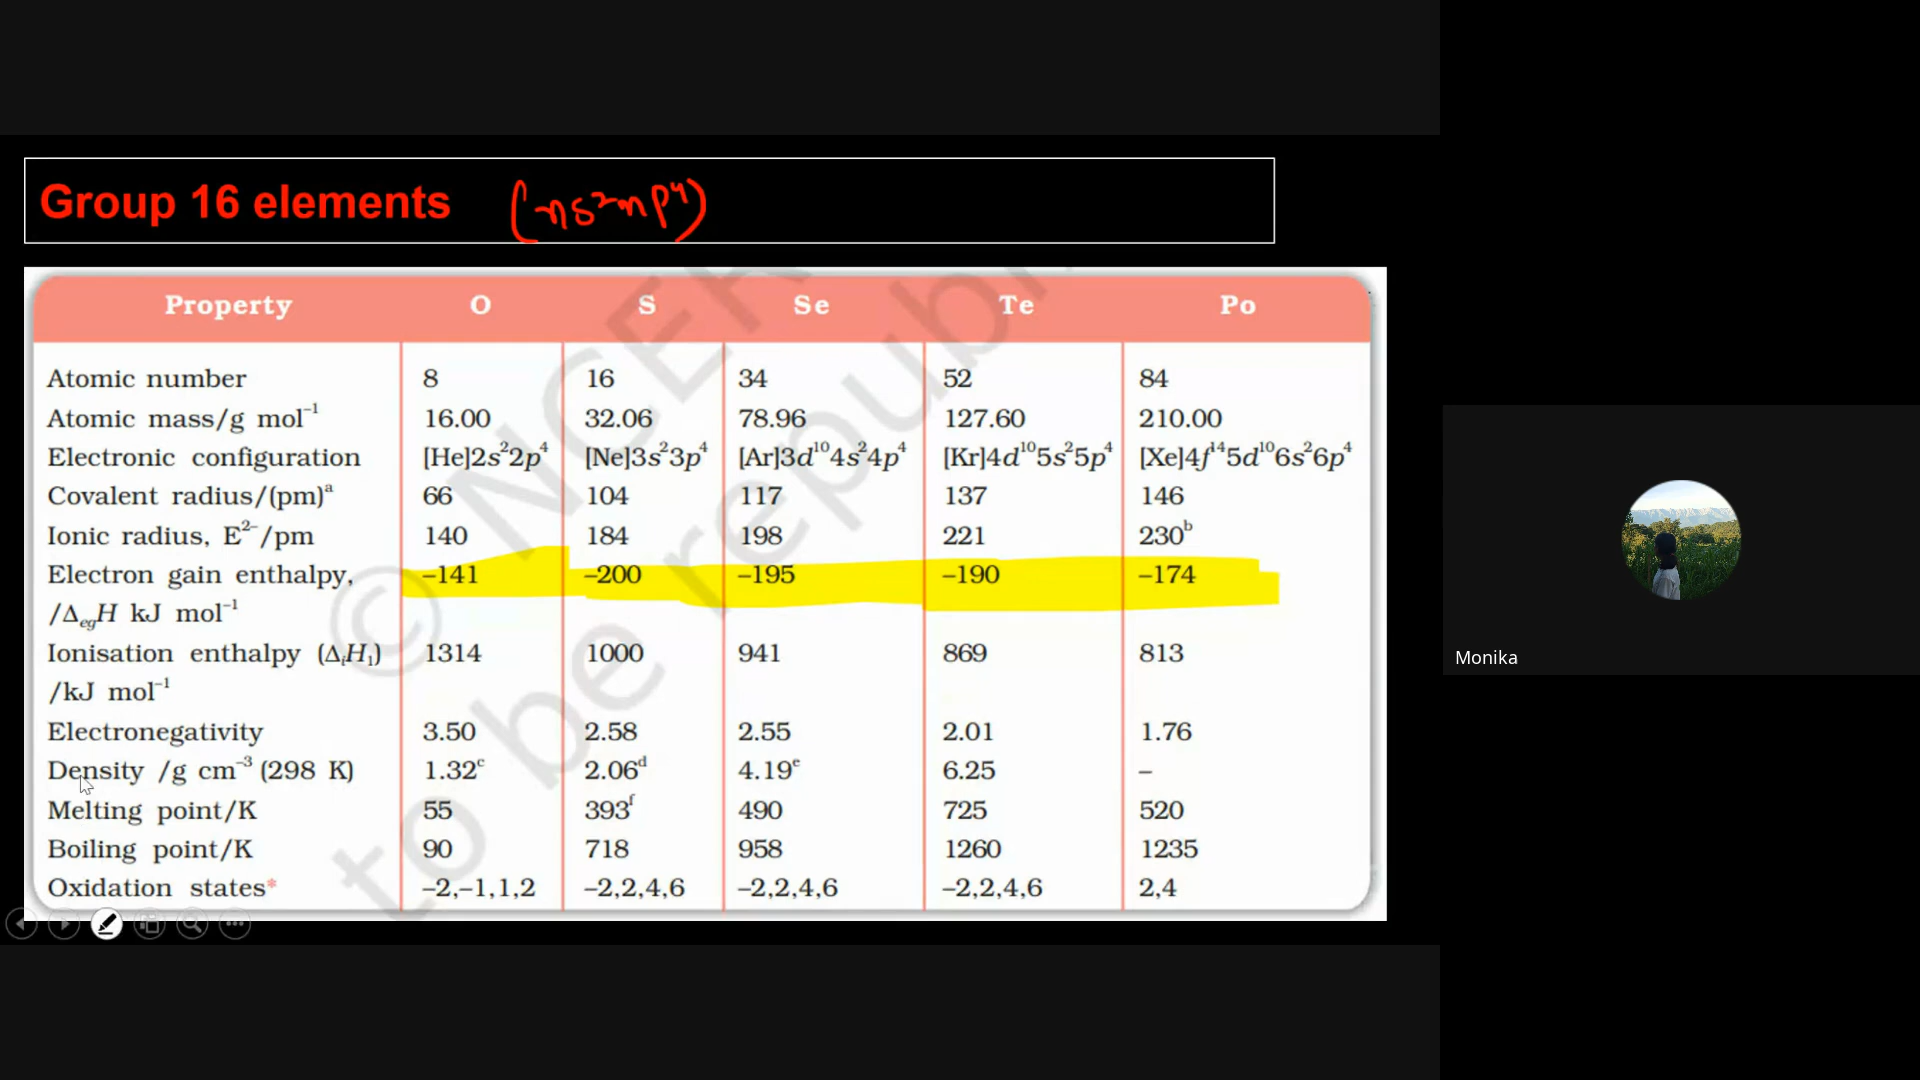 Group 16 elements (ns²np⁴)
Property O S Se Te Po
Atomic number 8 16 34 52 84
Atomic mass/g mol⁻¹ 16.00 32.06 78.96 127.60 210.00
Electronic configuration [He]2s²2p⁴ [Ne]3s²3p⁴ [Ar]3d¹⁰4s²4p⁴ [Kr]4d¹⁰5s²5p⁴ [Xe]4f¹⁴5d¹⁰6s²6p⁴
Covalent radius/(pm)ᵃ 66 104 117 137 146
Ionic radius, E²⁻/pm 140 184 198 221 230ᵇ
Electron gain enthalpy, –141 –200 –195 –190 –174
/ΔegH kJ mol⁻¹
Ionisation enthalpy (ΔᵢH₁) 1314 1000 941 869 813
/kJ mol⁻¹
Electronegativity 3.50 2.58 2.55 2.01 1.76
Density /g cm⁻³ (298 K) 1.32ᶜ 2.06ᵈ 4.19ᵉ 6.25 –
Melting point/K 55 393ᶠ 490 725 520
Boiling point/K 90 718 958 1260 1235
Oxidation states* –2,–1,1,2 –2,2,4,6 –2,2,4,6 –2,2,4,6 2,4
© NCER
to be republi
Monika